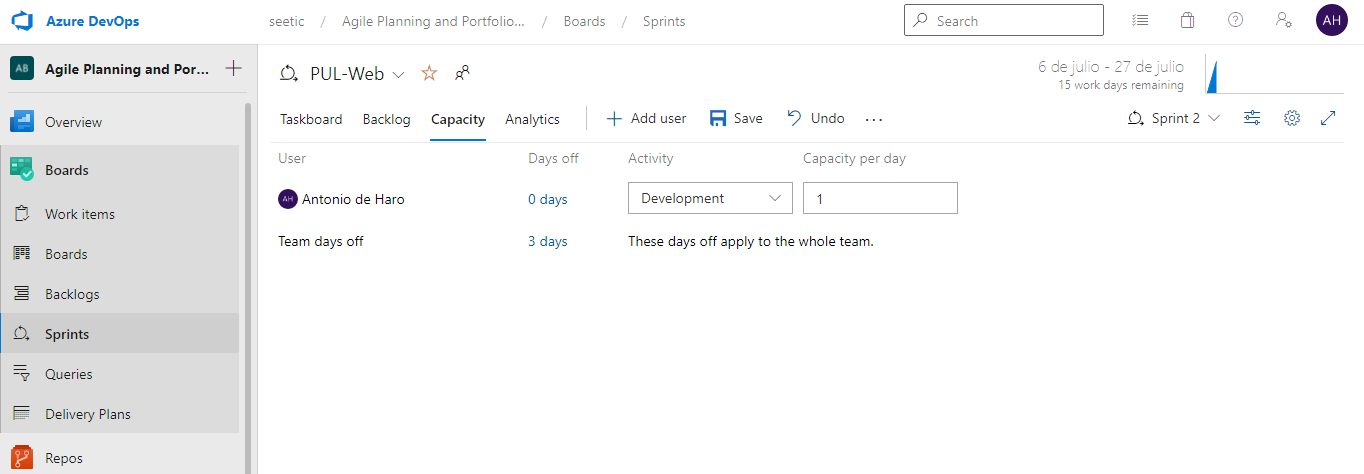 Azure DevOps
seetic / Agile Planning and Portfolio... / Boards / Sprints
Search
AH
AB
Agile Planning and Por...
PUL-Web
6 de julio - 27 de julio
15 work days remaining
Overview
Boards
Work items
Boards
Backlogs
Sprints
Queries
Delivery Plans
Repos
Taskboard
Backlog
Capacity
Analytics
Add user
Save
Undo
...
Sprint 2
User Days off Activity Capacity per day
AH Antonio de Haro 0 days Development 1
Team days off 3 days These days off apply to the whole team.